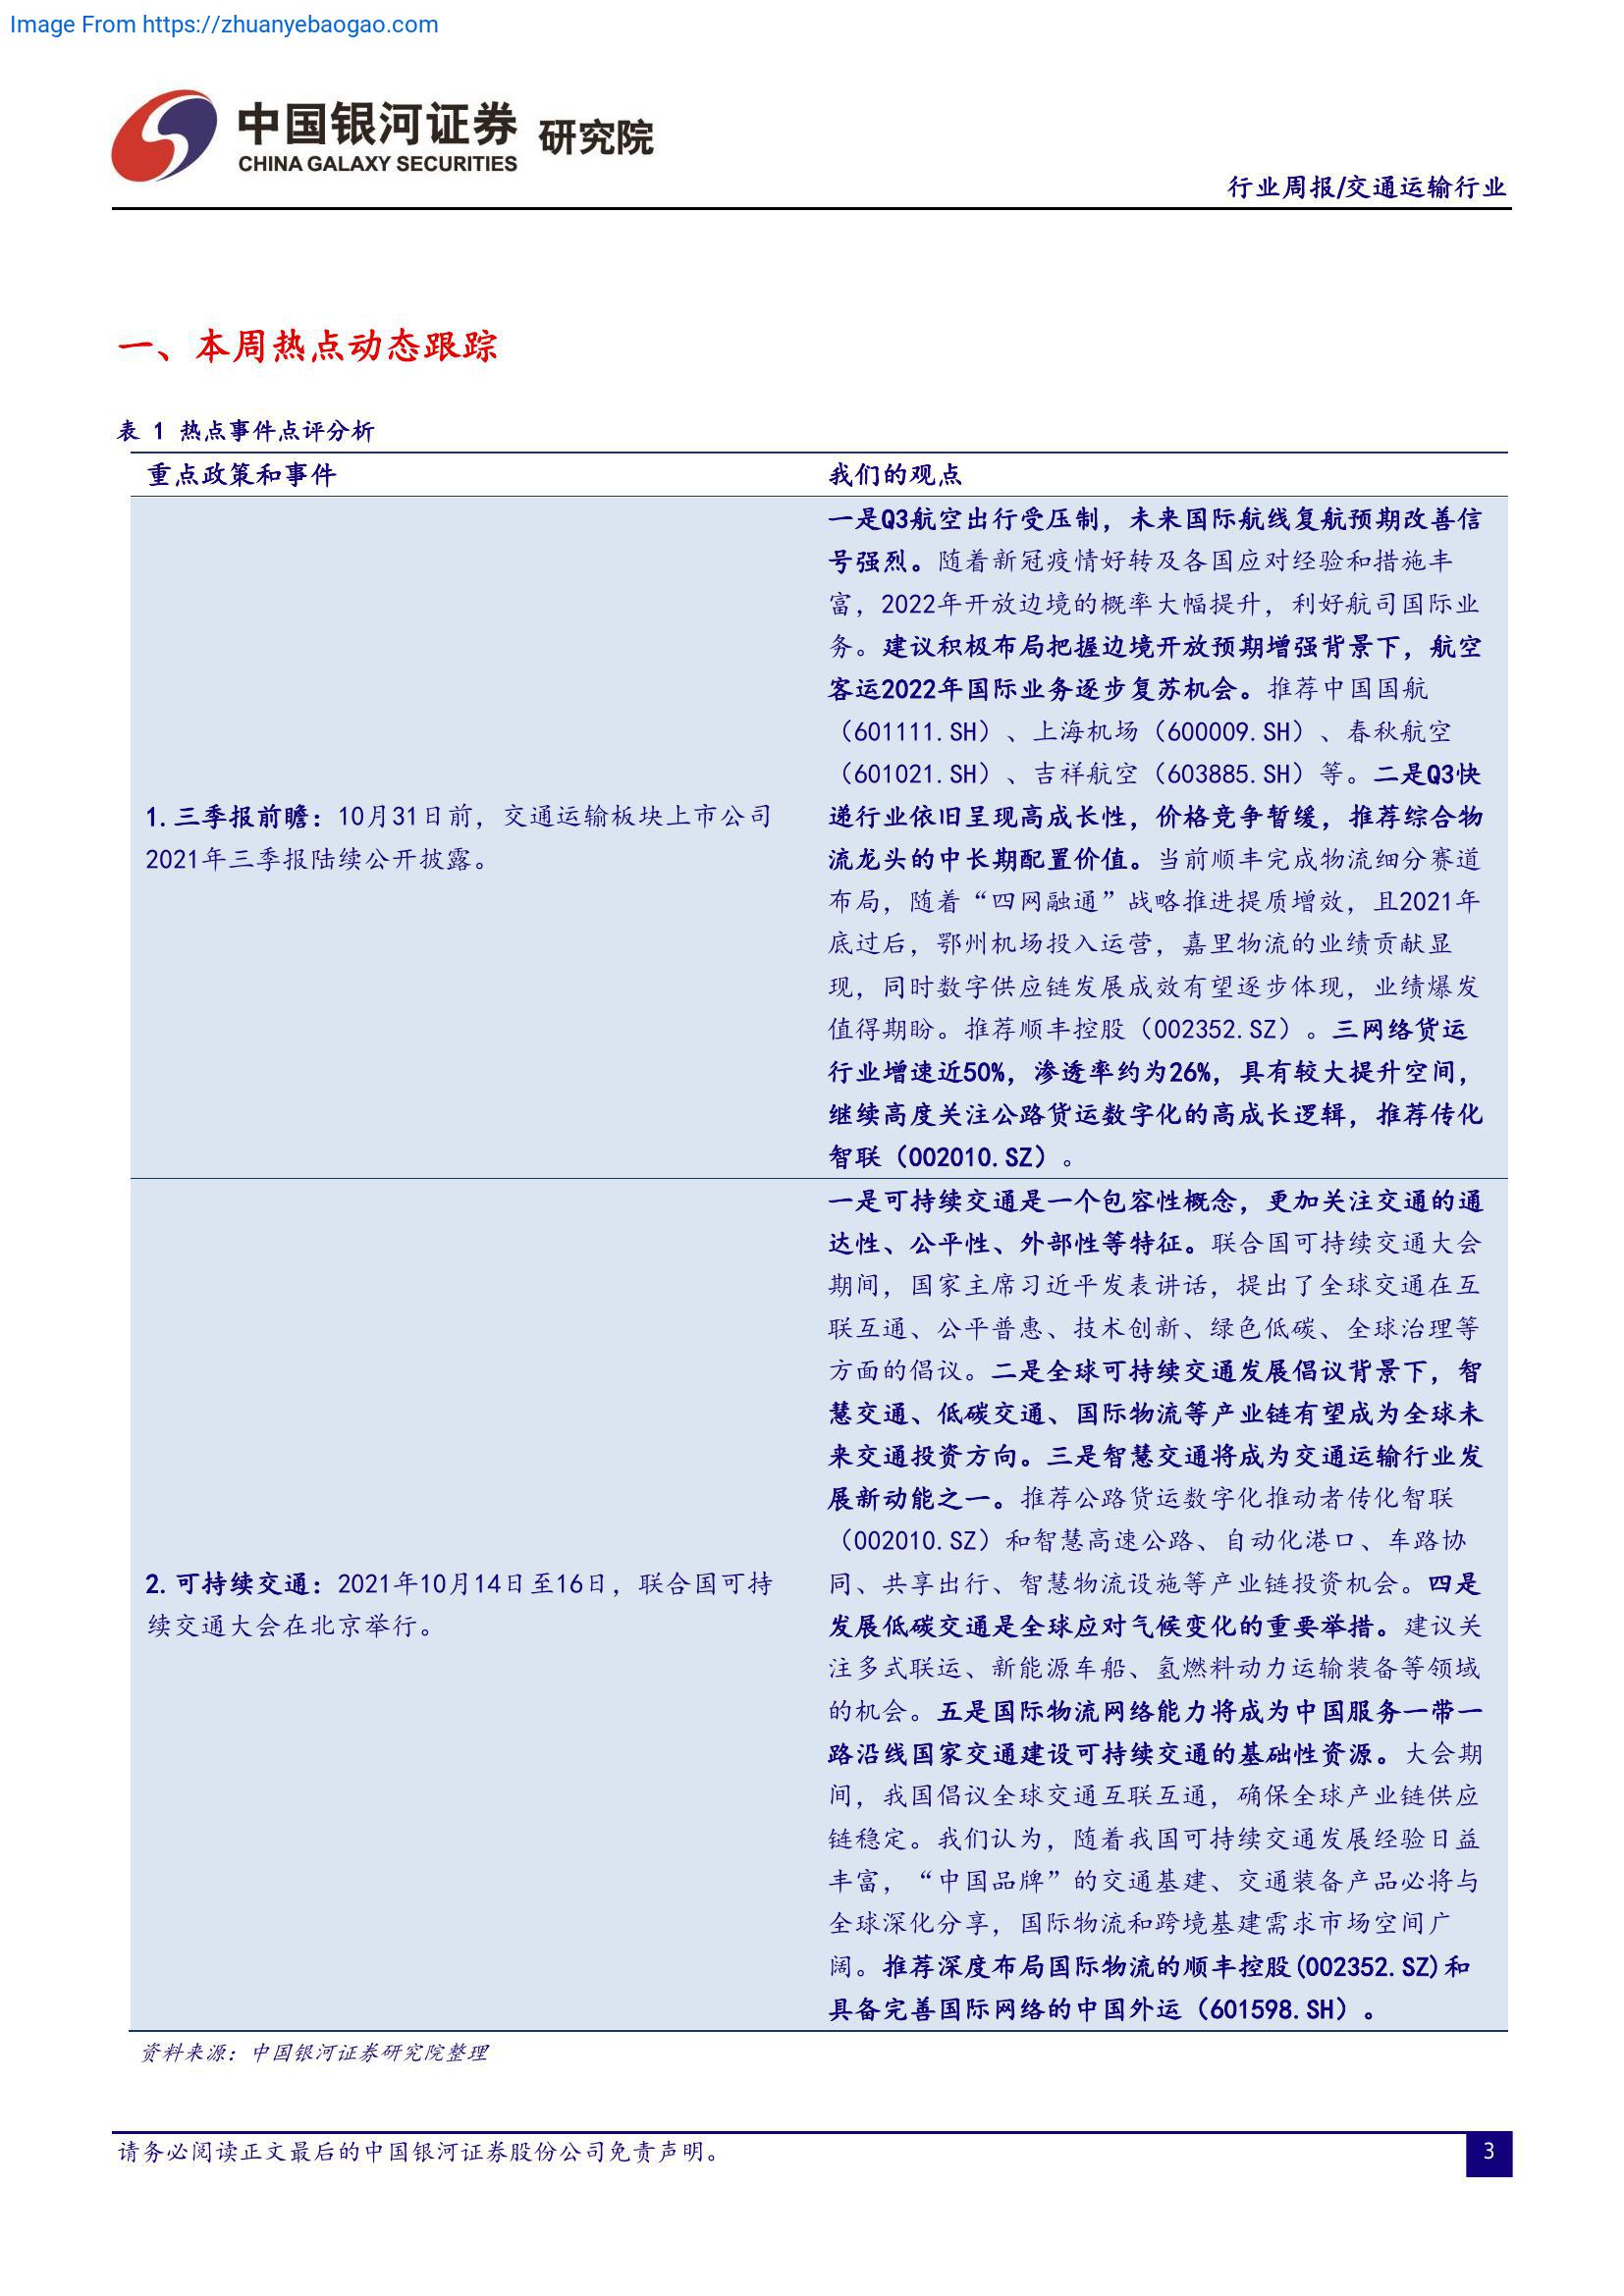 Image From https://zhuanyebaogao.com
中国银河证券 研究院
CHINA GALAXY SECURITIES
行业周报/交通运输行业
一、本周热点动态跟踪
表 1 热点事件点评分析
重点政策和事件
我们的观点
1.三季报前瞻：10月31日前，交通运输板块上市公司
2021年三季报陆续公开披露。
一是Q3航空出行受压制，未来国际航线复航预期改善信
号强烈。随着新冠疫情好转及各国应对经验和措施丰
富，2022年开放边境的概率大幅提升，利好航司国际业
务。建议积极布局把握边境开放预期增强背景下，航空
客运2022年国际业务逐步复苏机会。推荐中国国航
（601111.SH）、上海机场（600009.SH）、春秋航空
（601021.SH）、吉祥航空（603885.SH）等。二是Q3快
递行业依旧呈现高成长性，价格竞争暂缓，推荐综合物
流龙头的中长期配置价值。当前顺丰完成物流细分赛道
布局，随着“四网融通”战略推进提质增效，且2021年
底过后，鄂州机场投入运营，嘉里物流的业绩贡献显
现，同时数字供应链发展成效有望逐步体现，业绩爆发
值得期盼。推荐顺丰控股（002352.SZ）。三网络货运
行业增速近50%，渗透率约为26%，具有较大提升空间，
继续高度关注公路货运数字化的高成长逻辑，推荐传化
智联（002010.SZ）。
2.可持续交通：2021年10月14日至16日，联合国可持
续交通大会在北京举行。
一是可持续交通是一个包容性概念，更加关注交通的通
达性、公平性、外部性等特征。联合国可持续交通大会
期间，国家主席习近平发表讲话，提出了全球交通在互
联互通、公平普惠、技术创新、绿色低碳、全球治理等
方面的倡议。二是全球可持续交通发展倡议背景下，智
慧交通、低碳交通、国际物流等产业链有望成为全球未
来交通投资方向。三是智慧交通将成为交通运输行业发
展新动能之一。推荐公路货运数字化推动者传化智联
（002010.SZ）和智慧高速公路、自动化港口、车路协
同、共享出行、智慧物流设施等产业链投资机会。四是
发展低碳交通是全球应对气候变化的重要举措。建议关
注多式联运、新能源车船、氢燃料动力运输装备等领域
的机会。五是国际物流网络能力将成为中国服务一带一
路沿线国家交通建设可持续交通的基础性资源。大会期
间，我国倡议全球交通互联互通，确保全球产业链供应
链稳定。我们认为，随着我国可持续交通发展经验日益
丰富，“中国品牌”的交通基建、交通装备产品必将与
全球深化分享，国际物流和跨境基建需求市场空间广
阔。推荐深度布局国际物流的顺丰控股(002352.SZ)和
具备完善国际网络的中国外运（601598.SH）。
资料来源：中国银河证券研究院整理
请务必阅读正文最后的中国银河证券股份公司免责声明。
3